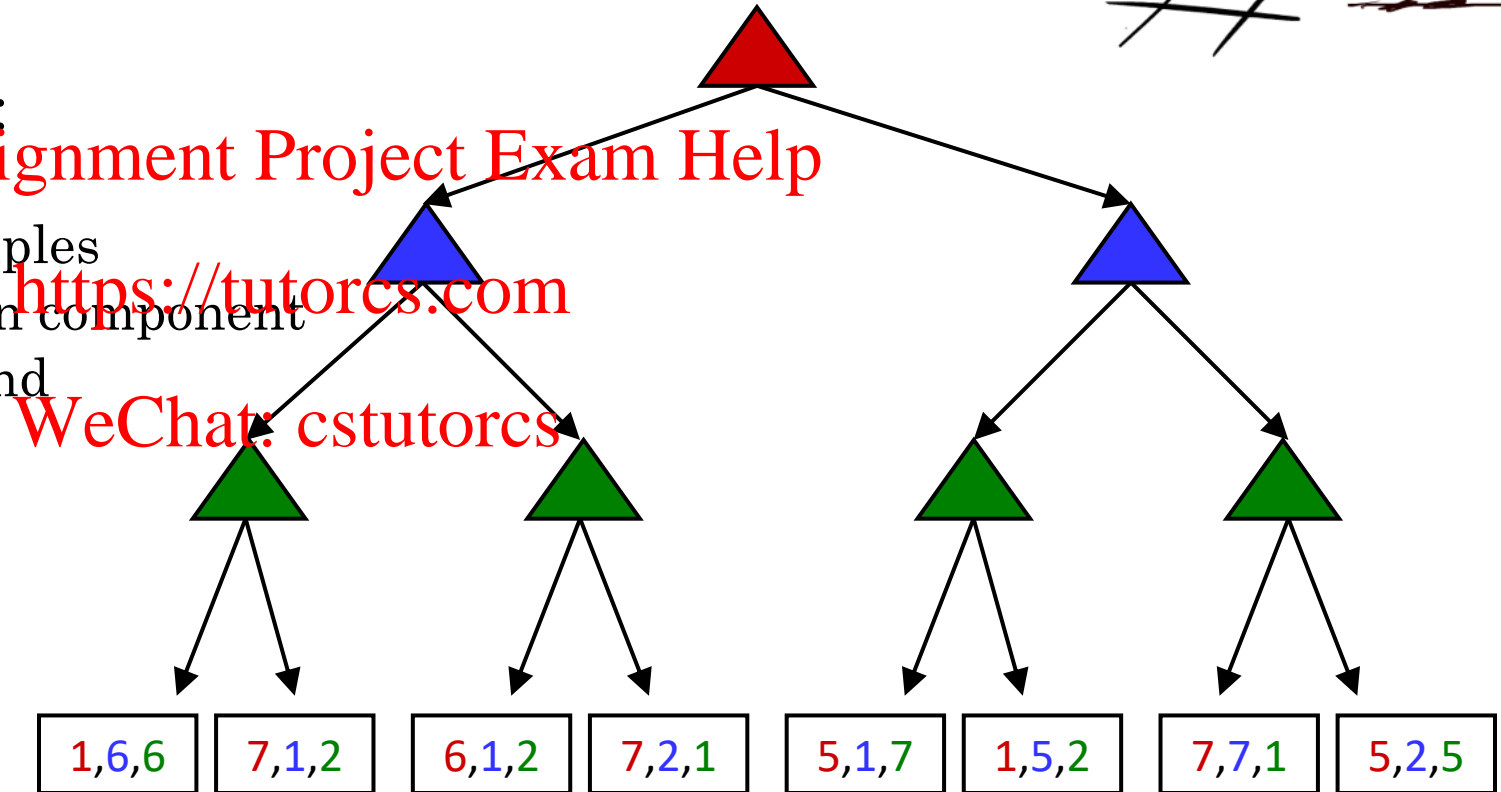 :
ignment Project Exam Help
ples
https://tutorcs.com
n component
nd
WeChat: cstutorcs
1,6,6 7,1,2 6,1,2 7,2,1 5,1,7 1,5,2 7,7,1 5,2,5